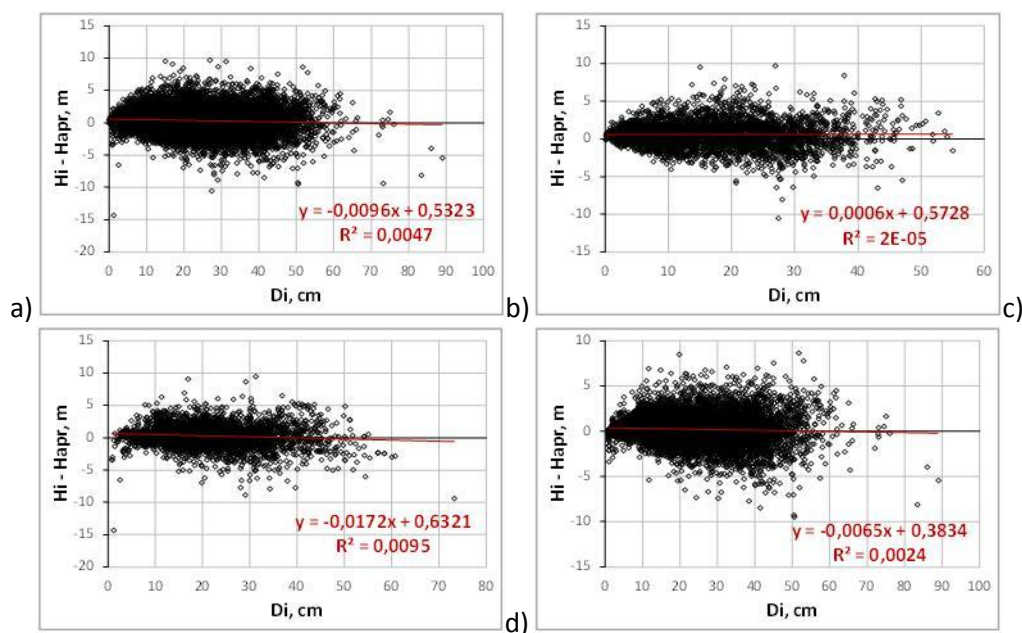 Hi - Hapr, m
15
10
5
0
-5
-10
-15
-20
y = -0,0096x + 0,5323
R² = 0,0047
0 10 20 30 40 50 60 70 80 90 100
Di, cm
a)
Hi - Hapr, m
15
10
5
0
-5
-10
-15
y = 0,0006x + 0,5728
R² = 2E-05
0 10 20 30 40 50 60
Di, cm
b)
c)
Hi - Hapr, m
15
10
5
0
-5
-10
-15
-20
y = -0,0172x + 0,6321
R² = 0,0095
0 10 20 30 40 50 60 70 80
Di, cm
d)
Hi - Hapr, m
10
5
0
-5
-10
-15
y = -0,0065x + 0,3834
R² = 0,0024
0 10 20 30 40 50 60 70 80 90 100
Di, cm